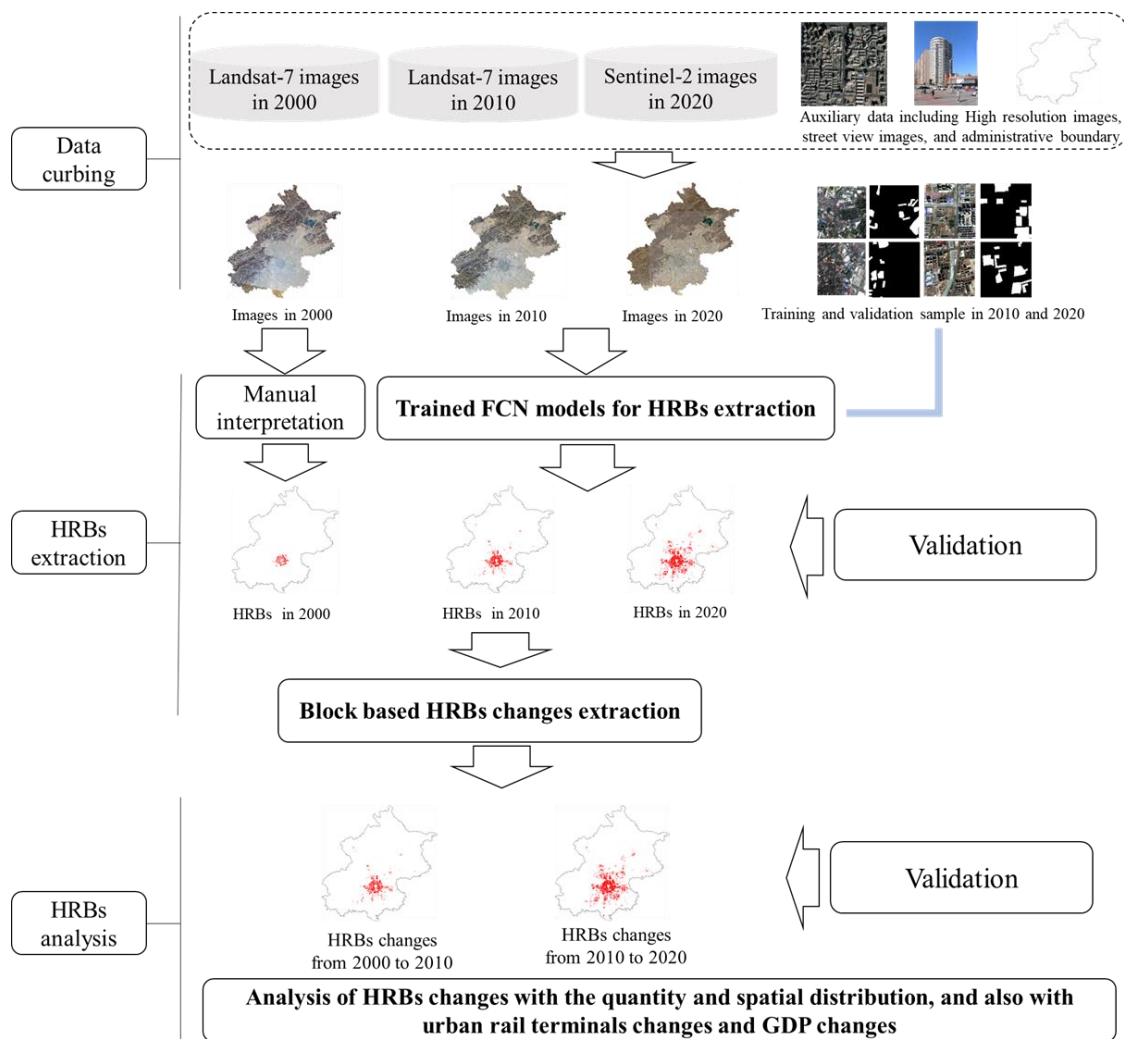 Landsat-7 images
in 2000
Landsat-7 images
in 2010
Sentinel-2 images
in 2020
Auxiliary data including High resolution images,
street view images, and administrative boundary
Data
curbing
Images in 2000
Images in 2010
Images in 2020
Training and validation sample in 2010 and 2020
Manual
interpretation
Trained FCN models for HRBs extraction
HRBs
extraction
Validation
HRBs in 2000
HRBs in 2010
HRBs in 2020
Block based HRBs changes extraction
HRBs
analysis
Validation
HRBs changes
from 2000 to 2010
HRBs changes
from 2010 to 2020
Analysis of HRBs changes with the quantity and spatial distribution, and also with
urban rail terminals changes and GDP changes